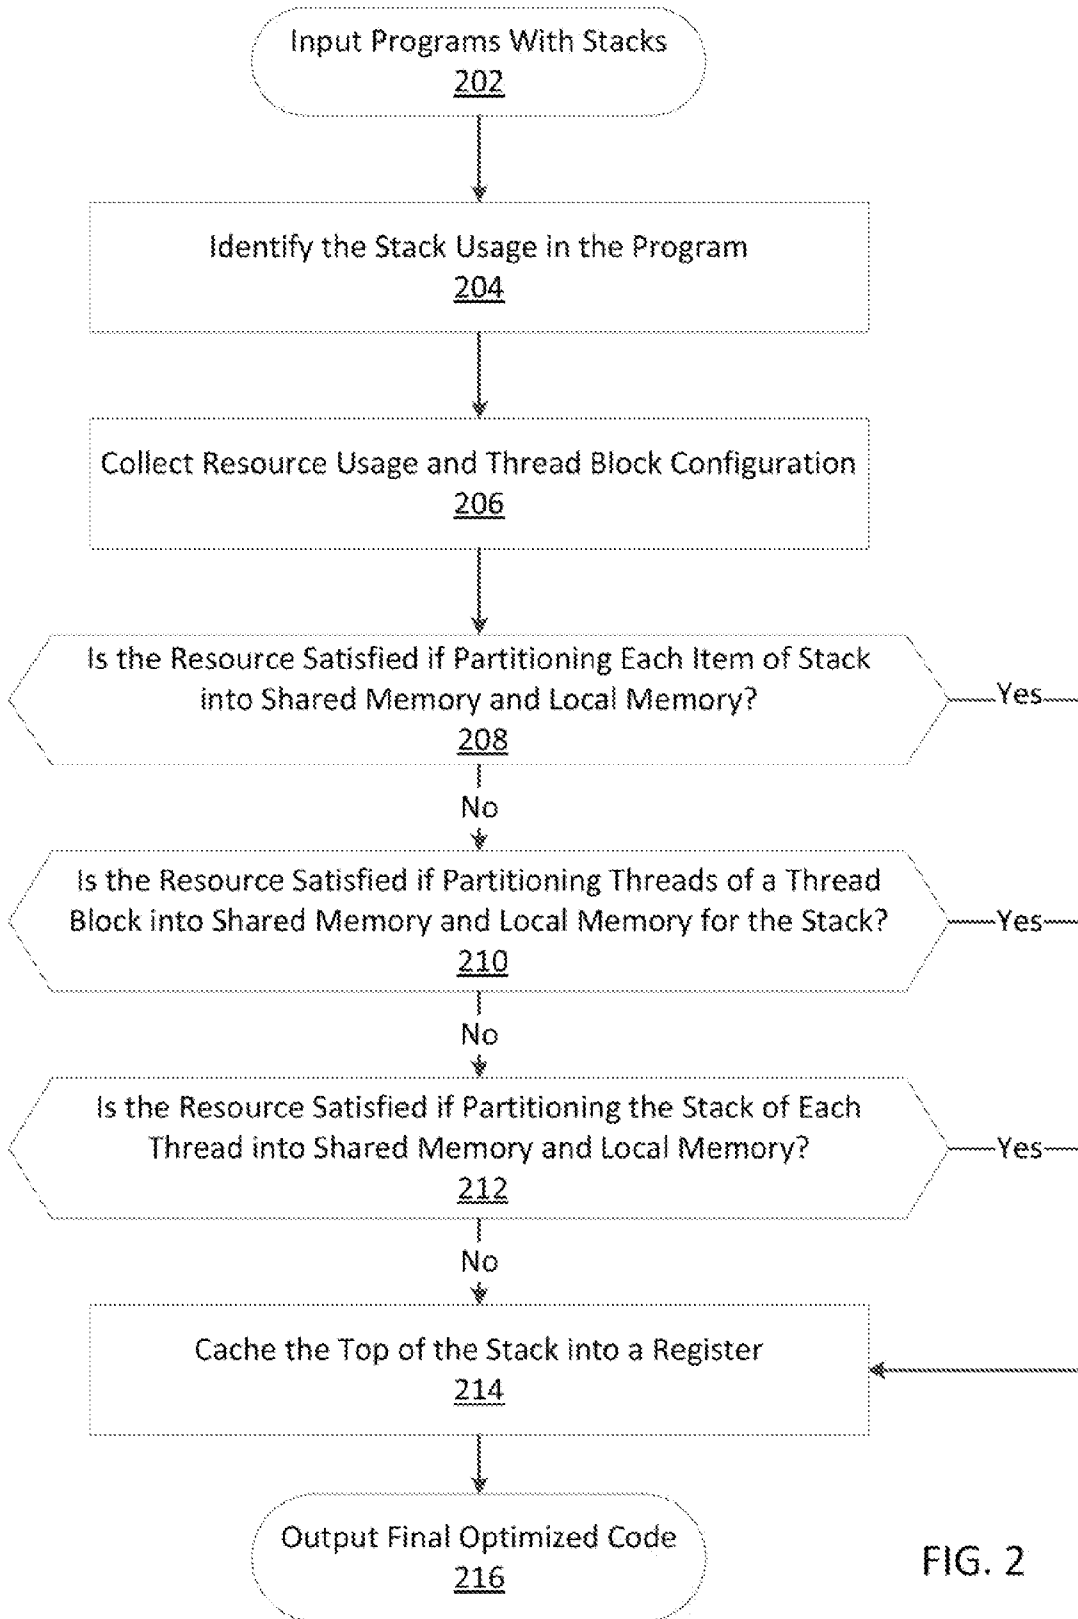 Input Programs With Stacks
202
Identify the Stack Usage in the Program
204
Collect Resource Usage and Thread Block Configuration
206
Is the Resource Satisfied if Partitioning Each Item of Stack
into Shared Memory and Local Memory?
208
Yes
No
Is the Resource Satisfied if Partitioning Threads of a Thread
Block into Shared Memory and Local Memory for the Stack?
210
Yes
No
Is the Resource Satisfied if Partitioning the Stack of Each
Thread into Shared Memory and Local Memory?
212
Yes
No
Cache the Top of the Stack into a Register
214
Output Final Optimized Code
216
FIG. 2